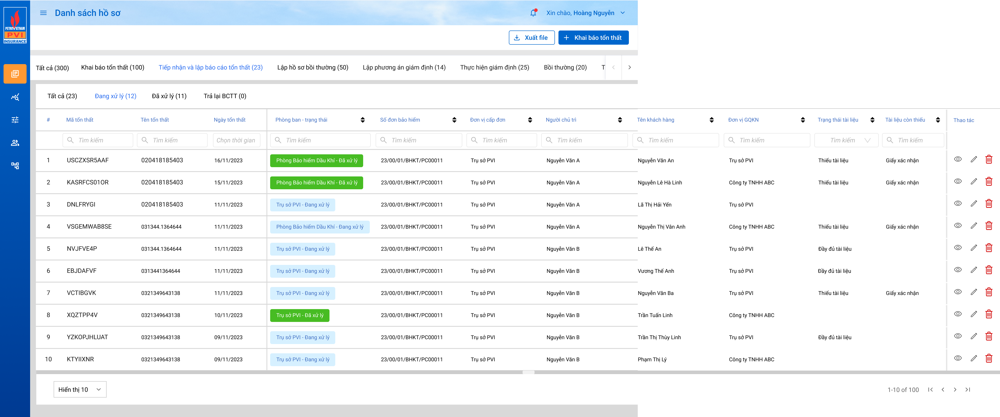 PETROVIETNAM
PVI
INSURANCE
Danh sách hồ sơ
Xin chào, Hoàng Nguyễn
Xuất file
Khai báo tổn thất
Tất cả (300) Khai báo tổn thất (100) Tiếp nhận và lập báo cáo tổn thất (23) Lập hồ sơ bồi thường (50) Lập phương án giám định (14) Thực hiện giám định (25) Bồi thường (20) T
Tất cả (23) Đang xử lý (12) Đã xử lý (11) Trả lại BCTT (0)
# Mã tổn thất Tên tổn thất Ngày tổn thất Phòng ban - trạng thái Số đơn bảo hiểm Đơn vị cấp đơn Người chủ trì Tên khách hàng Đơn vị GQKN Trạng thái tài liệu Tài liệu còn thiếu Thao tác
Tìm kiếm Tìm kiếm Chọn thời gian Tìm kiếm Tìm kiếm Tìm kiếm Tìm kiếm Tìm kiếm Tìm kiếm Tìm kiếm Tìm kiếm
1 USCZXSR5AAF 020418185403 16/11/2023 Phòng Bảo hiểm Dầu Khí - Đã xử lý 23/00/01/BHKT/PC00011 Trụ sở PVI Nguyễn Văn A Nguyễn Văn An Trụ sở PVI Thiếu tài liệu Giấy xác nhận
2 KASRFCS01OR 020418185403 15/11/2023 Phòng Bảo hiểm Dầu Khí - Đã xử lý 23/00/01/BHKT/PC00011 Trụ sở PVI Nguyễn Văn A Nguyễn Lê Hà Linh Công ty TNHH ABC Thiếu tài liệu Giấy xác nhận
3 DNLFRYGI 020418185403 11/11/2023 Trụ sở PVI - Đang xử lý 23/00/01/BHKT/PC00011 Trụ sở PVI Nguyễn Văn A Lã Thị Hải Yến Trụ sở PVI
4 VSGEMWAB8SE 031344.1364644 11/11/2023 Phòng Bảo hiểm Dầu Khí - Đang xử lý 23/00/01/BHKT/PC00011 Trụ sở PVI Nguyễn Văn A Nguyễn Thị Vân Anh Công ty TNHH ABC Thiếu tài liệu Giấy xác nhận
5 NVJFVE4P 031344.1364644 11/11/2023 Trụ sở PVI - Đang xử lý 23/00/01/BHKT/PC00011 Trụ sở PVI Nguyễn Văn B Lê Thế An Trụ sở PVI Đầy đủ tài liệu
6 EBJDAFVF 0313441364644 11/11/2023 Trụ sở PVI - Đang xử lý 23/00/01/BHKT/PC00011 Trụ sở PVI Nguyễn Văn B Vương Thế Anh Trụ sở PVI Đầy đủ tài liệu
7 VCTIBGVK 0321349643138 11/11/2023 Trụ sở PVI - Đang xử lý 23/00/01/BHKT/PC00011 Trụ sở PVI Nguyễn Văn B Nguyễn Văn Ba Trụ sở PVI Thiếu tài liệu Giấy xác nhận
8 XQZTPP4V 0321349643138 10/11/2023 Trụ sở PVI - Đã xử lý 23/00/01/BHKT/PC00011 Trụ sở PVI Nguyễn Văn B Trần Tuấn Linh Công ty TNHH ABC
9 YZKOPJHLUAT 0321349643138 09/11/2023 Trụ sở PVI - Đang xử lý 23/00/01/BHKT/PC00011 Trụ sở PVI Nguyễn Văn B Trần Thị Thùy Linh Trụ sở PVI Đầy đủ tài liệu
10 KTYIIXNR 0321349643138 09/11/2023 Trụ sở PVI - Đang xử lý 23/00/01/BHKT/PC00011 Trụ sở PVI Nguyễn Văn B Phạm Thị Lý Công ty TNHH ABC
Hiển thị 10
1-10 of 100